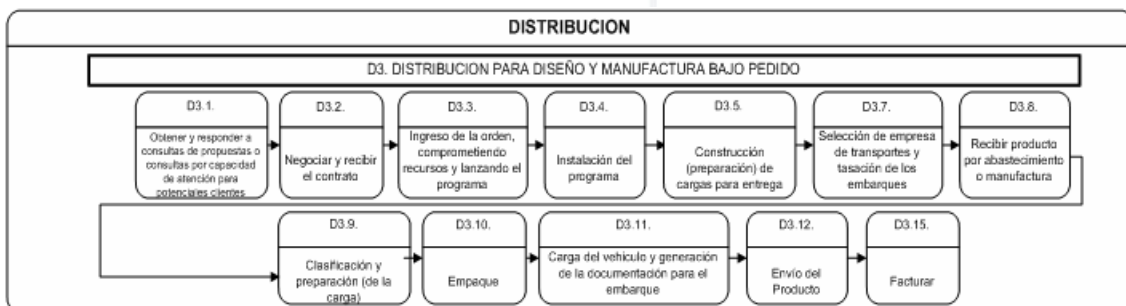 DISTRIBUCION
D3. DISTRIBUCION PARA DISEÑO Y MANUFACTURA BAJO PEDIDO
D3.1.
Obtener y responder a
consultas de propuestas o
consultas por capacidad
de atención para
potenciales clientes
D3.2.
Negociar y recibir
el contrato
D3.3.
Ingreso de la orden,
comprometiendo
recursos y lanzando el
programa
D3.4.
Instalación del
programa
D3.5.
Construcción
(preparación) de
cargas para entrega
D3.7.
Selección de empresa
de transportes y
tasación de los
embarques
D3.8.
Recibir producto
por abastecimiento
o manufactura
D3.9.
Clasificación y
preparación (de la
carga)
D3.10.
Empaque
D3.11.
Carga del vehículo y generación
de la documentación para el
embarque
D3.12.
Envío del
Producto
D3.15.
Facturar